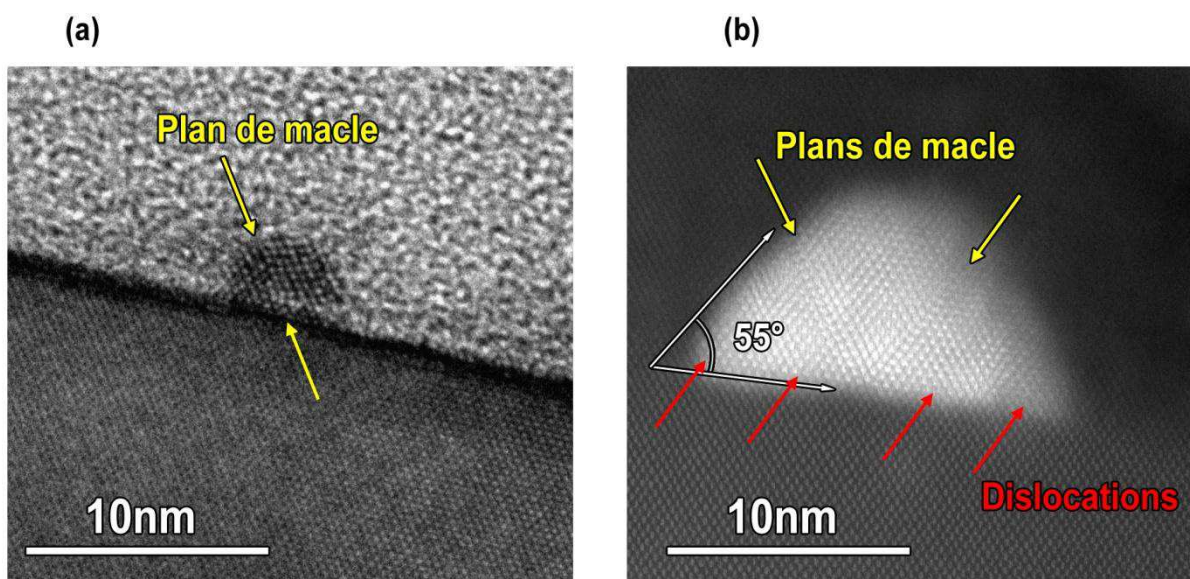 (a)
(b)
Plan de macle
Plans de macle
55°
Dislocations
10nm
10nm